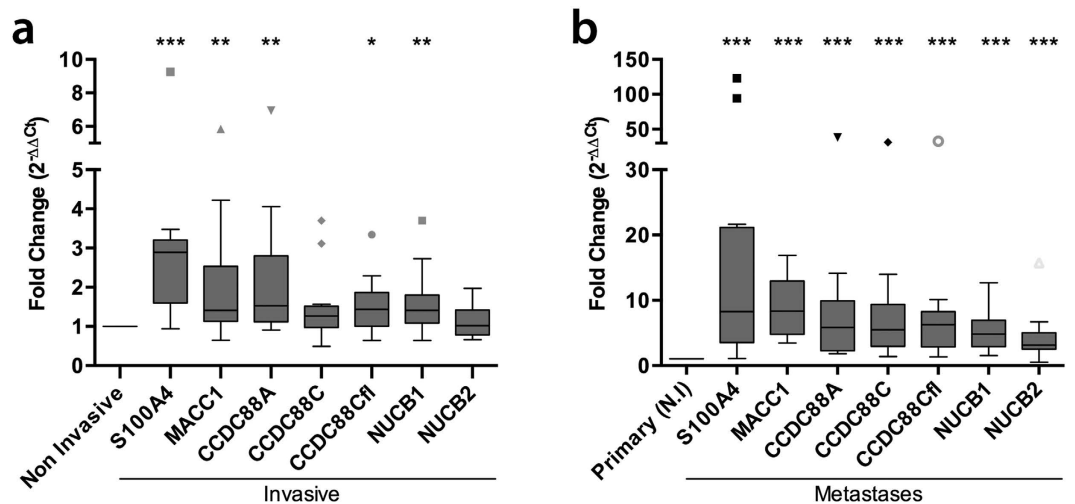 a
*** ** ** * **
Fold Change (2-ΔΔCt)
10
8
6
5
4
3
2
1
0
Non Invasive
S100A4
MACC1
CCDC88A
CCDC88C
CCDC88Cfl
NUCB1
NUCB2
Invasive
b
*** *** *** *** *** *** ***
Fold Change (2-ΔΔCt)
150
100
50
30
20
10
0
Primary (N.I)
S100A4
MACC1
CCDC88A
CCDC88C
CCDC88Cfl
NUCB1
NUCB2
Metastases